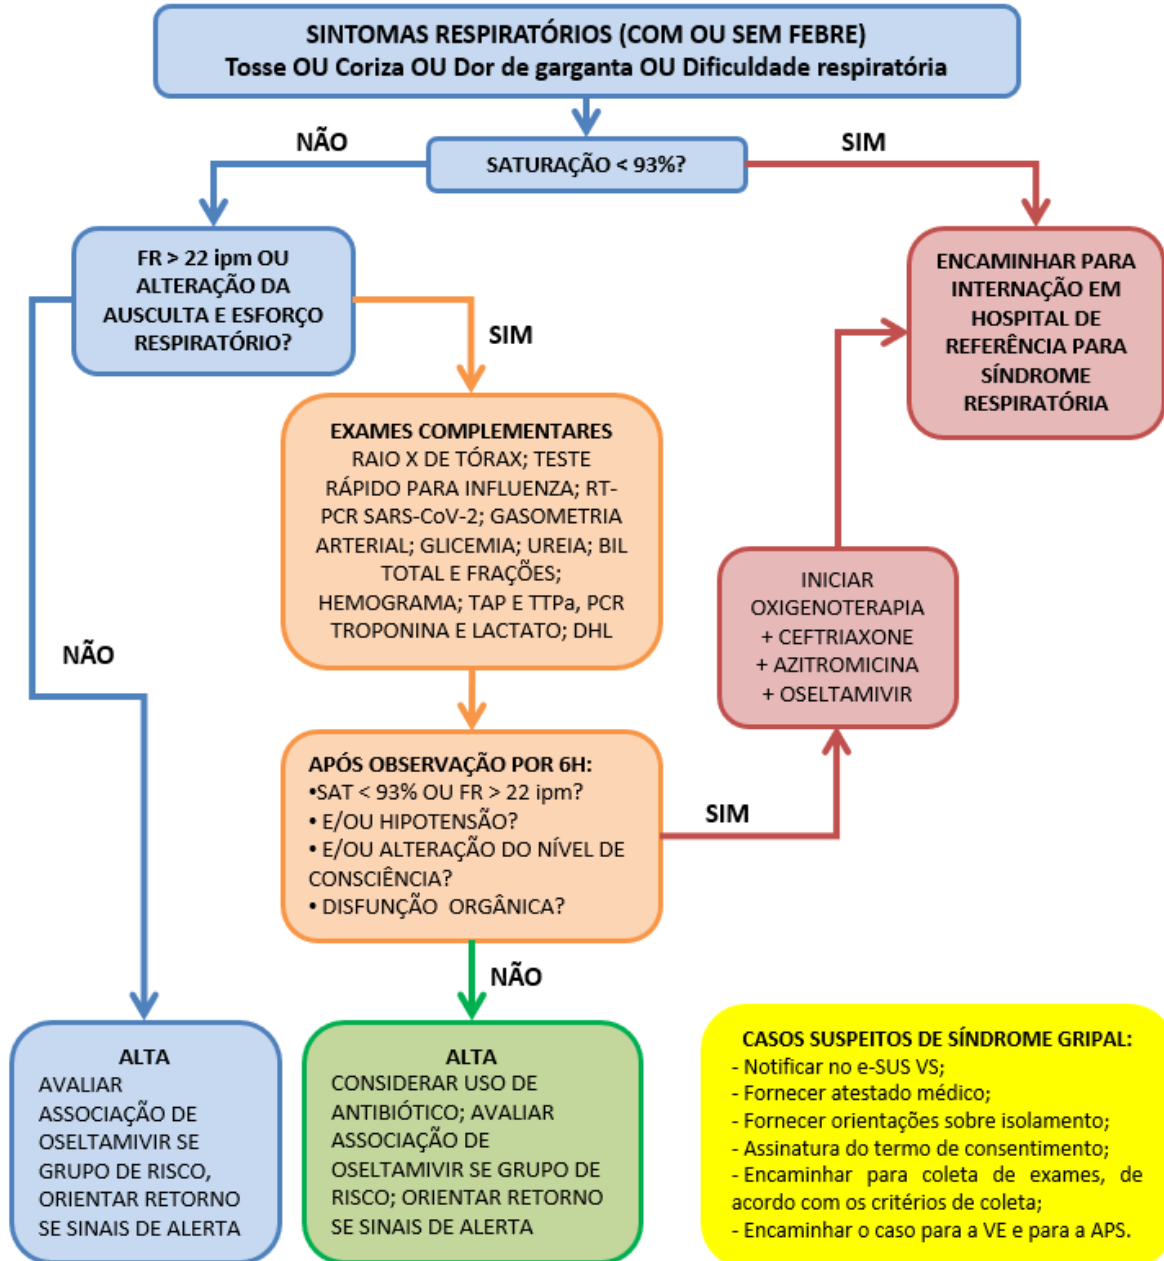 SINTOMAS RESPIRATÓRIOS (COM OU SEM FEBRE)
Tosse OU Coriza OU Dor de garganta OU Dificuldade respiratória
NÃO
SIM
SATURAÇÃO < 93%?
FR > 22 ipm OU
ALTERAÇÃO DA
AUSCULTA E ESFORÇO
RESPIRATÓRIO?
ENCAMINHAR PARA
INTERNAÇÃO EM
HOSPITAL DE
REFERÊNCIA PARA
SÍNDROME
RESPIRATÓRIA
SIM
EXAMES COMPLEMENTARES
RAIO X DE TÓRAX; TESTE
RÁPIDO PARA INFLUENZA; RT-
PCR SARS-CoV-2; GASOMETRIA
ARTERIAL; GLICEMIA; UREIA; BIL
TOTAL E FRAÇÕES;
HEMOGRAMA; TAP E TTPa, PCR
TROPONINA E LACTATO; DHL
INICIAR
OXIGENOTERAPIA
+ CEFTRIAXONE
+ AZITROMICINA
+ OSELTAMIVIR
NÃO
APÓS OBSERVAÇÃO POR 6H:
•SAT < 93% OU FR > 22 ipm?
• E/OU HIPOTENSÃO?
• E/OU ALTERAÇÃO DO NÍVEL DE
CONSCIÊNCIA?
• DISFUNÇÃO ORGÂNICA?
SIM
NÃO
ALTA
AVALIAR
ASSOCIAÇÃO DE
OSELTAMIVIR SE
GRUPO DE RISCO,
ORIENTAR RETORNO
SE SINAIS DE ALERTA
ALTA
CONSIDERAR USO DE
ANTIBIÓTICO; AVALIAR
ASSOCIAÇÃO DE
OSELTAMIVIR SE GRUPO DE
RISCO; ORIENTAR RETORNO
SE SINAIS DE ALERTA
CASOS SUSPEITOS DE SÍNDROME GRIPAL:
- Notificar no e-SUS VS;
- Fornecer atestado médico;
- Fornecer orientações sobre isolamento;
- Assinatura do termo de consentimento;
- Encaminhar para coleta de exames, de
acordo com os critérios de coleta;
- Encaminhar o caso para a VE e para a APS.